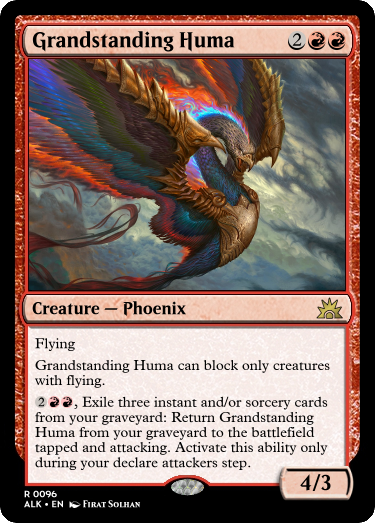 Grandstanding Huma 2
Creature — Phoenix
Flying
Grandstanding Huma can block only creatures
with flying.
2, Exile three instant and/or sorcery cards
from your graveyard: Return Grandstanding
Huma from your graveyard to the battlefield
tapped and attacking. Activate this ability only
during your declare attackers step.
4/3
R 0096
ALK • EN Firat Solhan